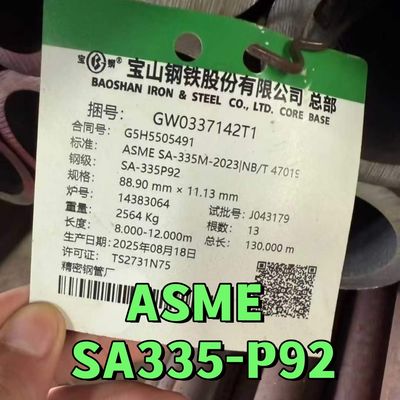 宝 钢
宝山钢铁股份有限公司 总部
BAOSHAN IRON & STEEL CO., LTD. CORE BASE
捆号: GW0337142T1
合同号: G5H5505491
标准: ASME SA-335M-2023|NB/T 47019
钢级: SA-335P92
规格: 88.90 mm × 11.13 mm
炉号: 14383064 试批号: J043179
重量: 2564 Kg 根数: 13
长度: 8.000-12.000m 总长: 130.000 m
生产日期: 2025年08月18日
许可证: TS2731N75
精密钢管厂
ASME
SA335-P92